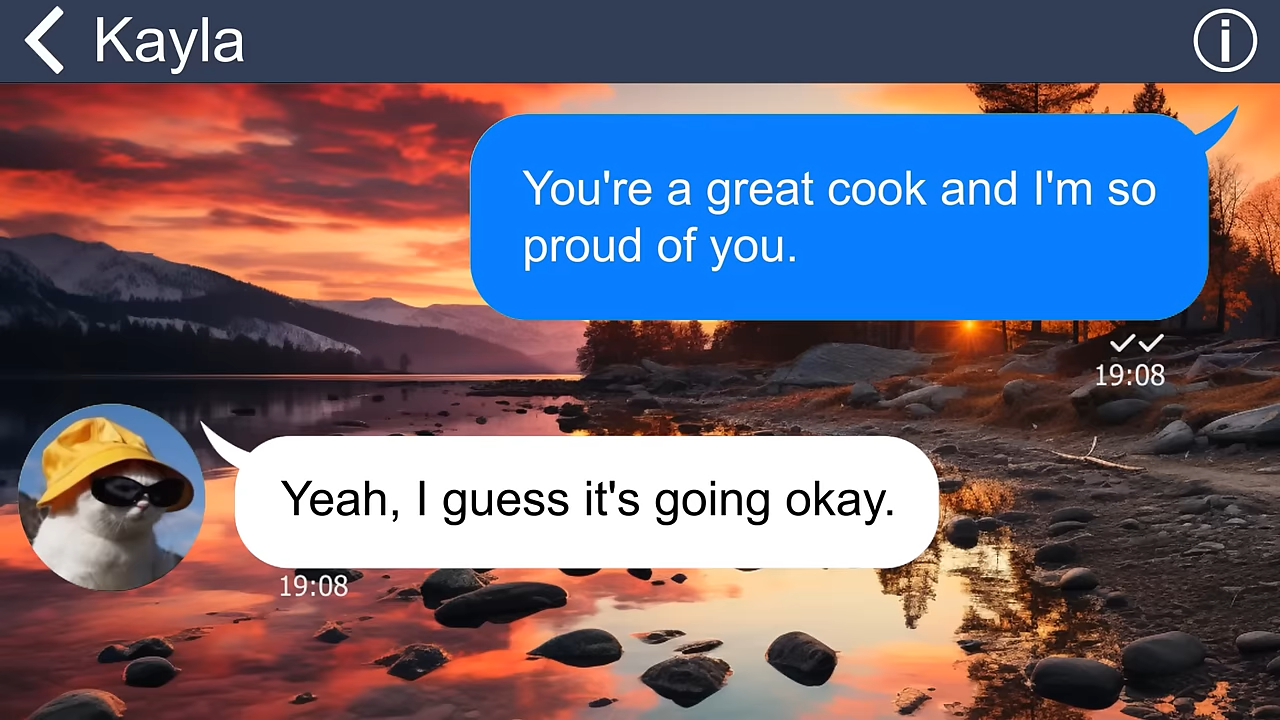 Kayla
You're a great cook and I'm so
proud of you.
19:08
Yeah, I guess it's going okay.
19:08